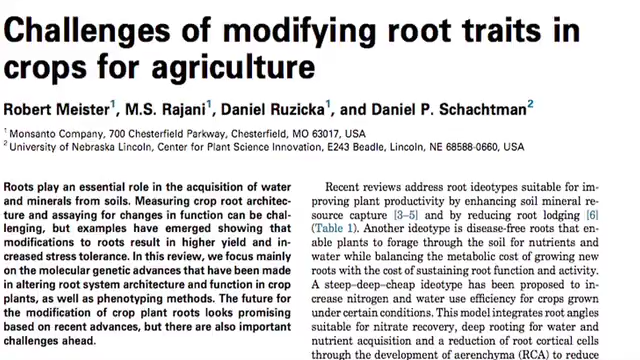 Challenges of modifying root traits in
crops for agriculture
Robert Meister1, M.S. Rajani1, Daniel Ruzicka1, and Daniel P. Schachtman2
1 Monsanto Company, 700 Chesterfield Parkway, Chesterfield, MO 63017, USA
2 University of Nebraska Lincoln, Center for Plant Science Innovation, E243 Beadle, Lincoln, NE 68588-0660, USA
Roots play an essential role in the acquisition of water
and minerals from soils. Measuring crop root architec-
ture and assaying for changes in function can be chal-
lenging, but examples have emerged showing that
modifications to roots result in higher yield and in-
creased stress tolerance. In this review, we focus mainly
on the molecular genetic advances that have been made
in altering root system architecture and function in crop
plants, as well as phenotyping methods. The future for
the modification of crop plant roots looks promising
based on recent advances, but there are also important
challenges ahead.
Recent reviews address root ideotypes suitable for im-
proving plant productivity by enhancing soil mineral re-
source capture [3–5] and by reducing root lodging [6]
(Table 1). Another ideotype is disease-free roots that en-
able plants to forage through the soil for nutrients and
water while balancing the metabolic cost of growing new
roots with the cost of sustaining root function and activity.
A steep–deep–cheap ideotype has been proposed to in-
crease nitrogen and water use efficiency for crops grown
under certain conditions. This model integrates root angles
suitable for nitrate recovery, deep rooting for water and
nutrient acquisition and a reduction of root cortical cells
through the development of aerenchyma (RCA) to reduce